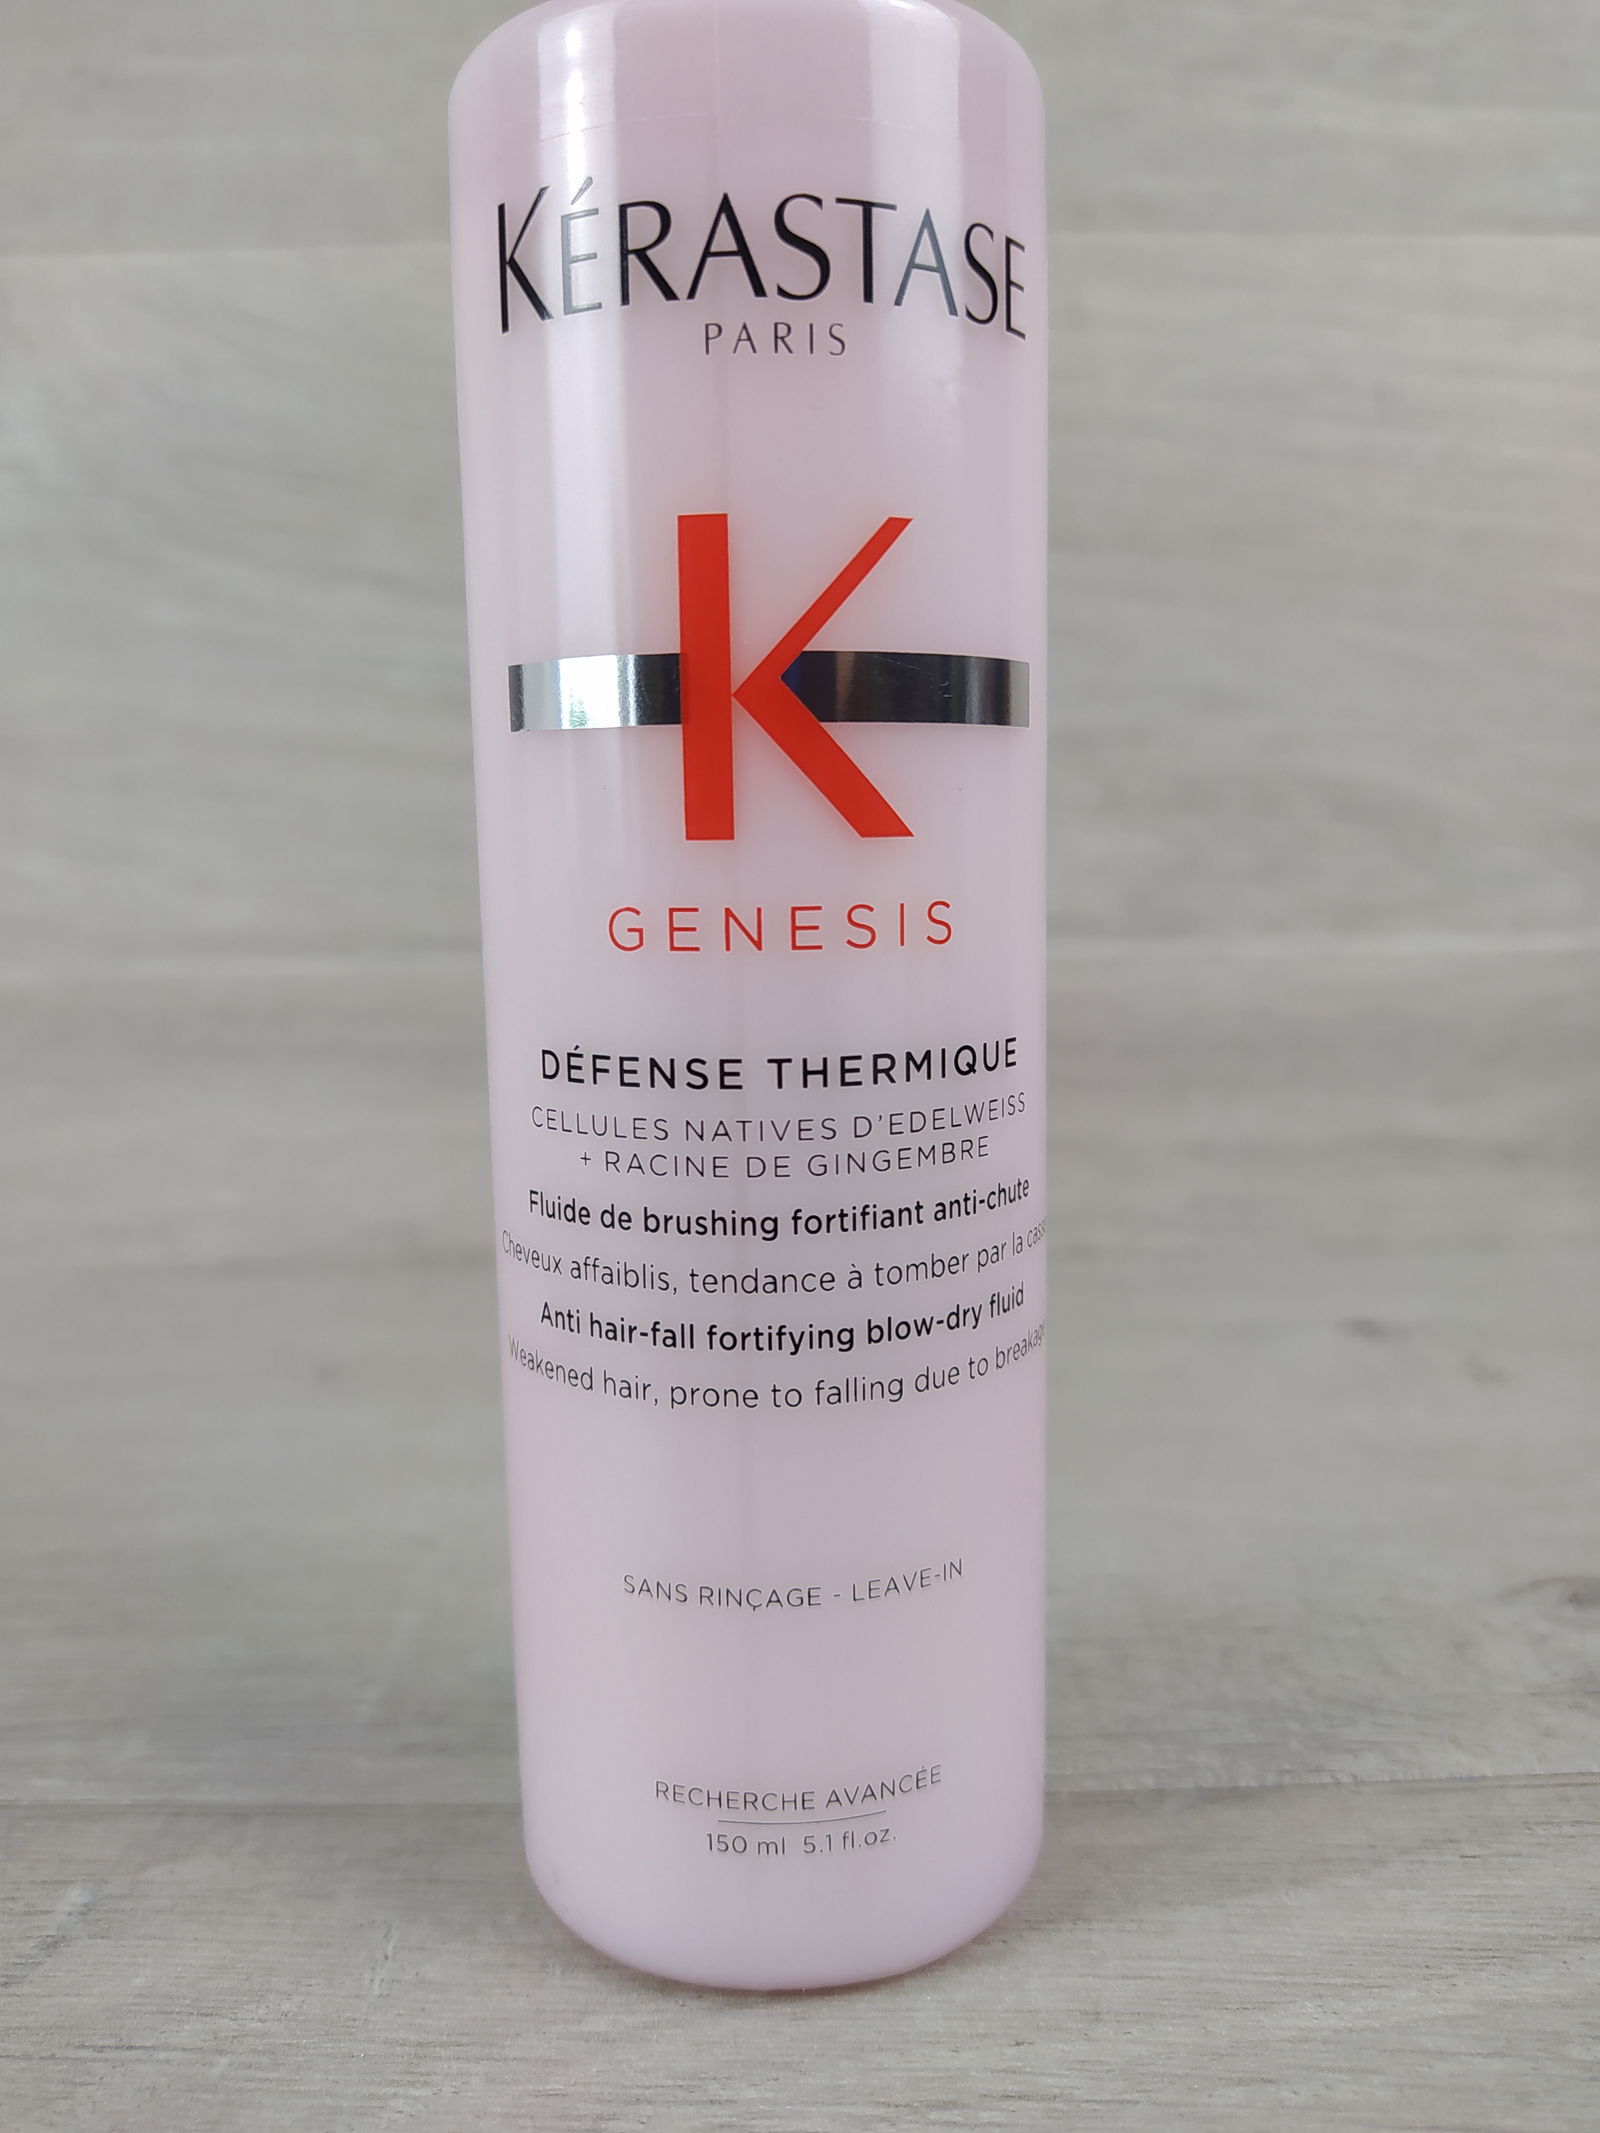 KÉRASTASE
PARIS
K
GENESIS
DÉFENSE THERMIQUE
CELLULES NATIVES D'EDELWEISS
+ RACINE DE GINGEMBRE
Fluide de brushing fortifiant anti-chute
Cheveux affaiblis, tendance à tomber par la
Anti hair-fall fortifying blow-dry fluid
Weakened hair, prone to falling due to breakage
SANS RINÇAGE - LEAVE-IN
RECHERCHE AVANCÉE
150 ml 5.1 fl.oz.